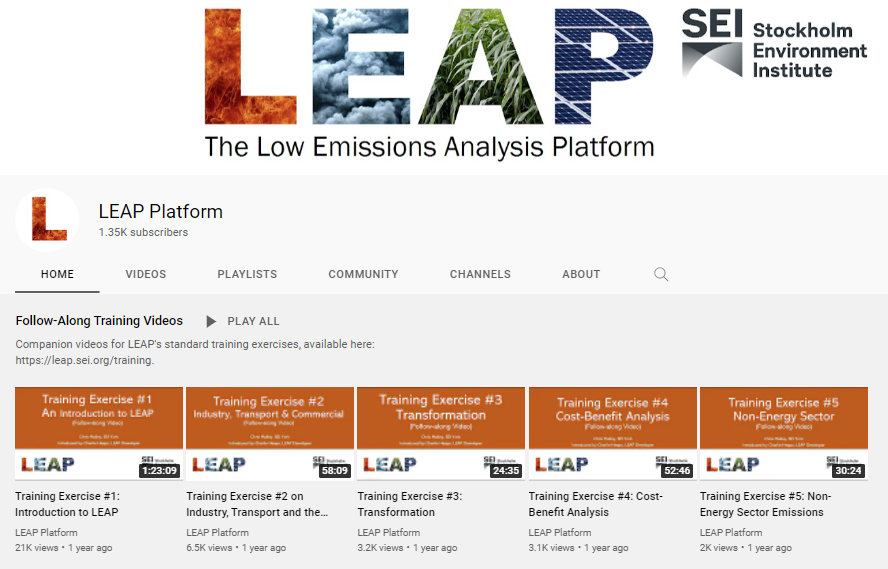 LEAP
SEI Stockholm
Environment
Institute
The Low Emissions Analysis Platform
L
LEAP Platform
1.35K subscribers
HOME VIDEOS PLAYLISTS COMMUNITY CHANNELS ABOUT
Follow-Along Training Videos PLAY ALL
Companion videos for LEAP's standard training exercises, available here:
https://leap.sei.org/training.
Training Exercise #1
An Introduction to LEAP
(Follow-along Video)
LEAP
SEI
1:23:09
Training Exercise #1:
Introduction to LEAP
LEAP Platform
21K views • 1 year ago
Training Exercise #2
Industry, Transport & Commercial
(Follow-along Video)
LEAP
SEI
58:09
Training Exercise #2 on
Industry, Transport and the...
LEAP Platform
6.5K views • 1 year ago
Training Exercise #3
Transformation
(Follow-along Video)
LEAP
SEI
24:35
Training Exercise #3:
Transformation
LEAP Platform
3.2K views • 1 year ago
Training Exercise #4
Cost-Benefit Analysis
(Follow-along Video)
LEAP
SEI
52:46
Training Exercise #4: Cost-
Benefit Analysis
LEAP Platform
3.1K views • 1 year ago
Training Exercise #5
Non-Energy Sector
(Follow-along Video)
LEAP
SEI
30:24
Training Exercise #5: Non-
Energy Sector Emissions
LEAP Platform
2K views • 1 year ago